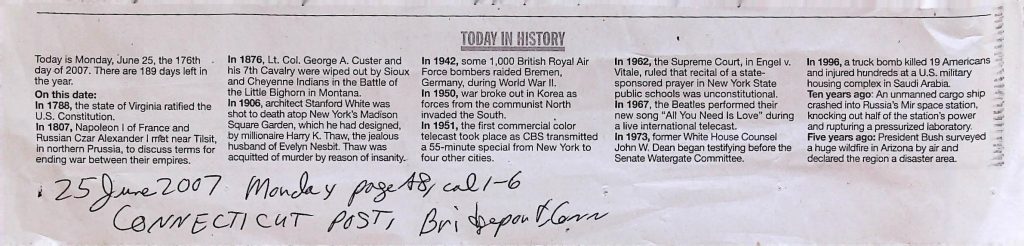 TODAY IN HISTORY
Today is Monday, June 25, the 176th
day of 2007. There are 189 days left in
the year.
On this date:
In 1788, the state of Virginia ratified the
U.S. Constitution.
In 1807, Napoleon I of France and
Russian Czar Alexander I met near Tilsit,
in northern Prussia, to discuss terms for
ending war between their empires.
In 1876, Lt. Col. George A. Custer and
his 7th Cavalry were wiped out by Sioux
and Cheyenne Indians in the Battle of
the Little Bighorn in Montana.
In 1906, architect Stanford White was
shot to death atop New York's Madison
Square Garden, which he had designed,
by millionaire Harry K. Thaw, the jealous
husband of Evelyn Nesbit. Thaw was
acquitted of murder by reason of insanity.
In 1942, some 1,000 British Royal Air
Force bombers raided Bremen,
Germany, during World War II.
In 1950, war broke out in Korea as
forces from the communist North
invaded the South.
In 1951, the first commercial color
telecast took place as CBS transmitted
a 55-minute special from New York to
four other cities.
In 1962, the Supreme Court, in Engel v.
Vitale, ruled that recital of a state-
sponsored prayer in New York State
public schools was unconstitutional.
In 1967, the Beatles performed their
new song "All You Need Is Love" during
a live international telecast.
In 1973, former White House Counsel
John W. Dean began testifying before the
Senate Watergate Committee.
In 1996, a truck bomb killed 19 Americans
and injured hundreds at a U.S. military
housing complex in Saudi Arabia.
Ten years ago: An unmanned cargo ship
crashed into Russia's Mir space station,
knocking out half of the station's power
and rupturing a pressurized laboratory.
Five years ago: President Bush surveyed
a huge wildfire in Arizona by air and
declared the region a disaster area.
25 June 2007 Monday page A8, col 1-6
CONNECTICUT POST, Bridgeport, Conn